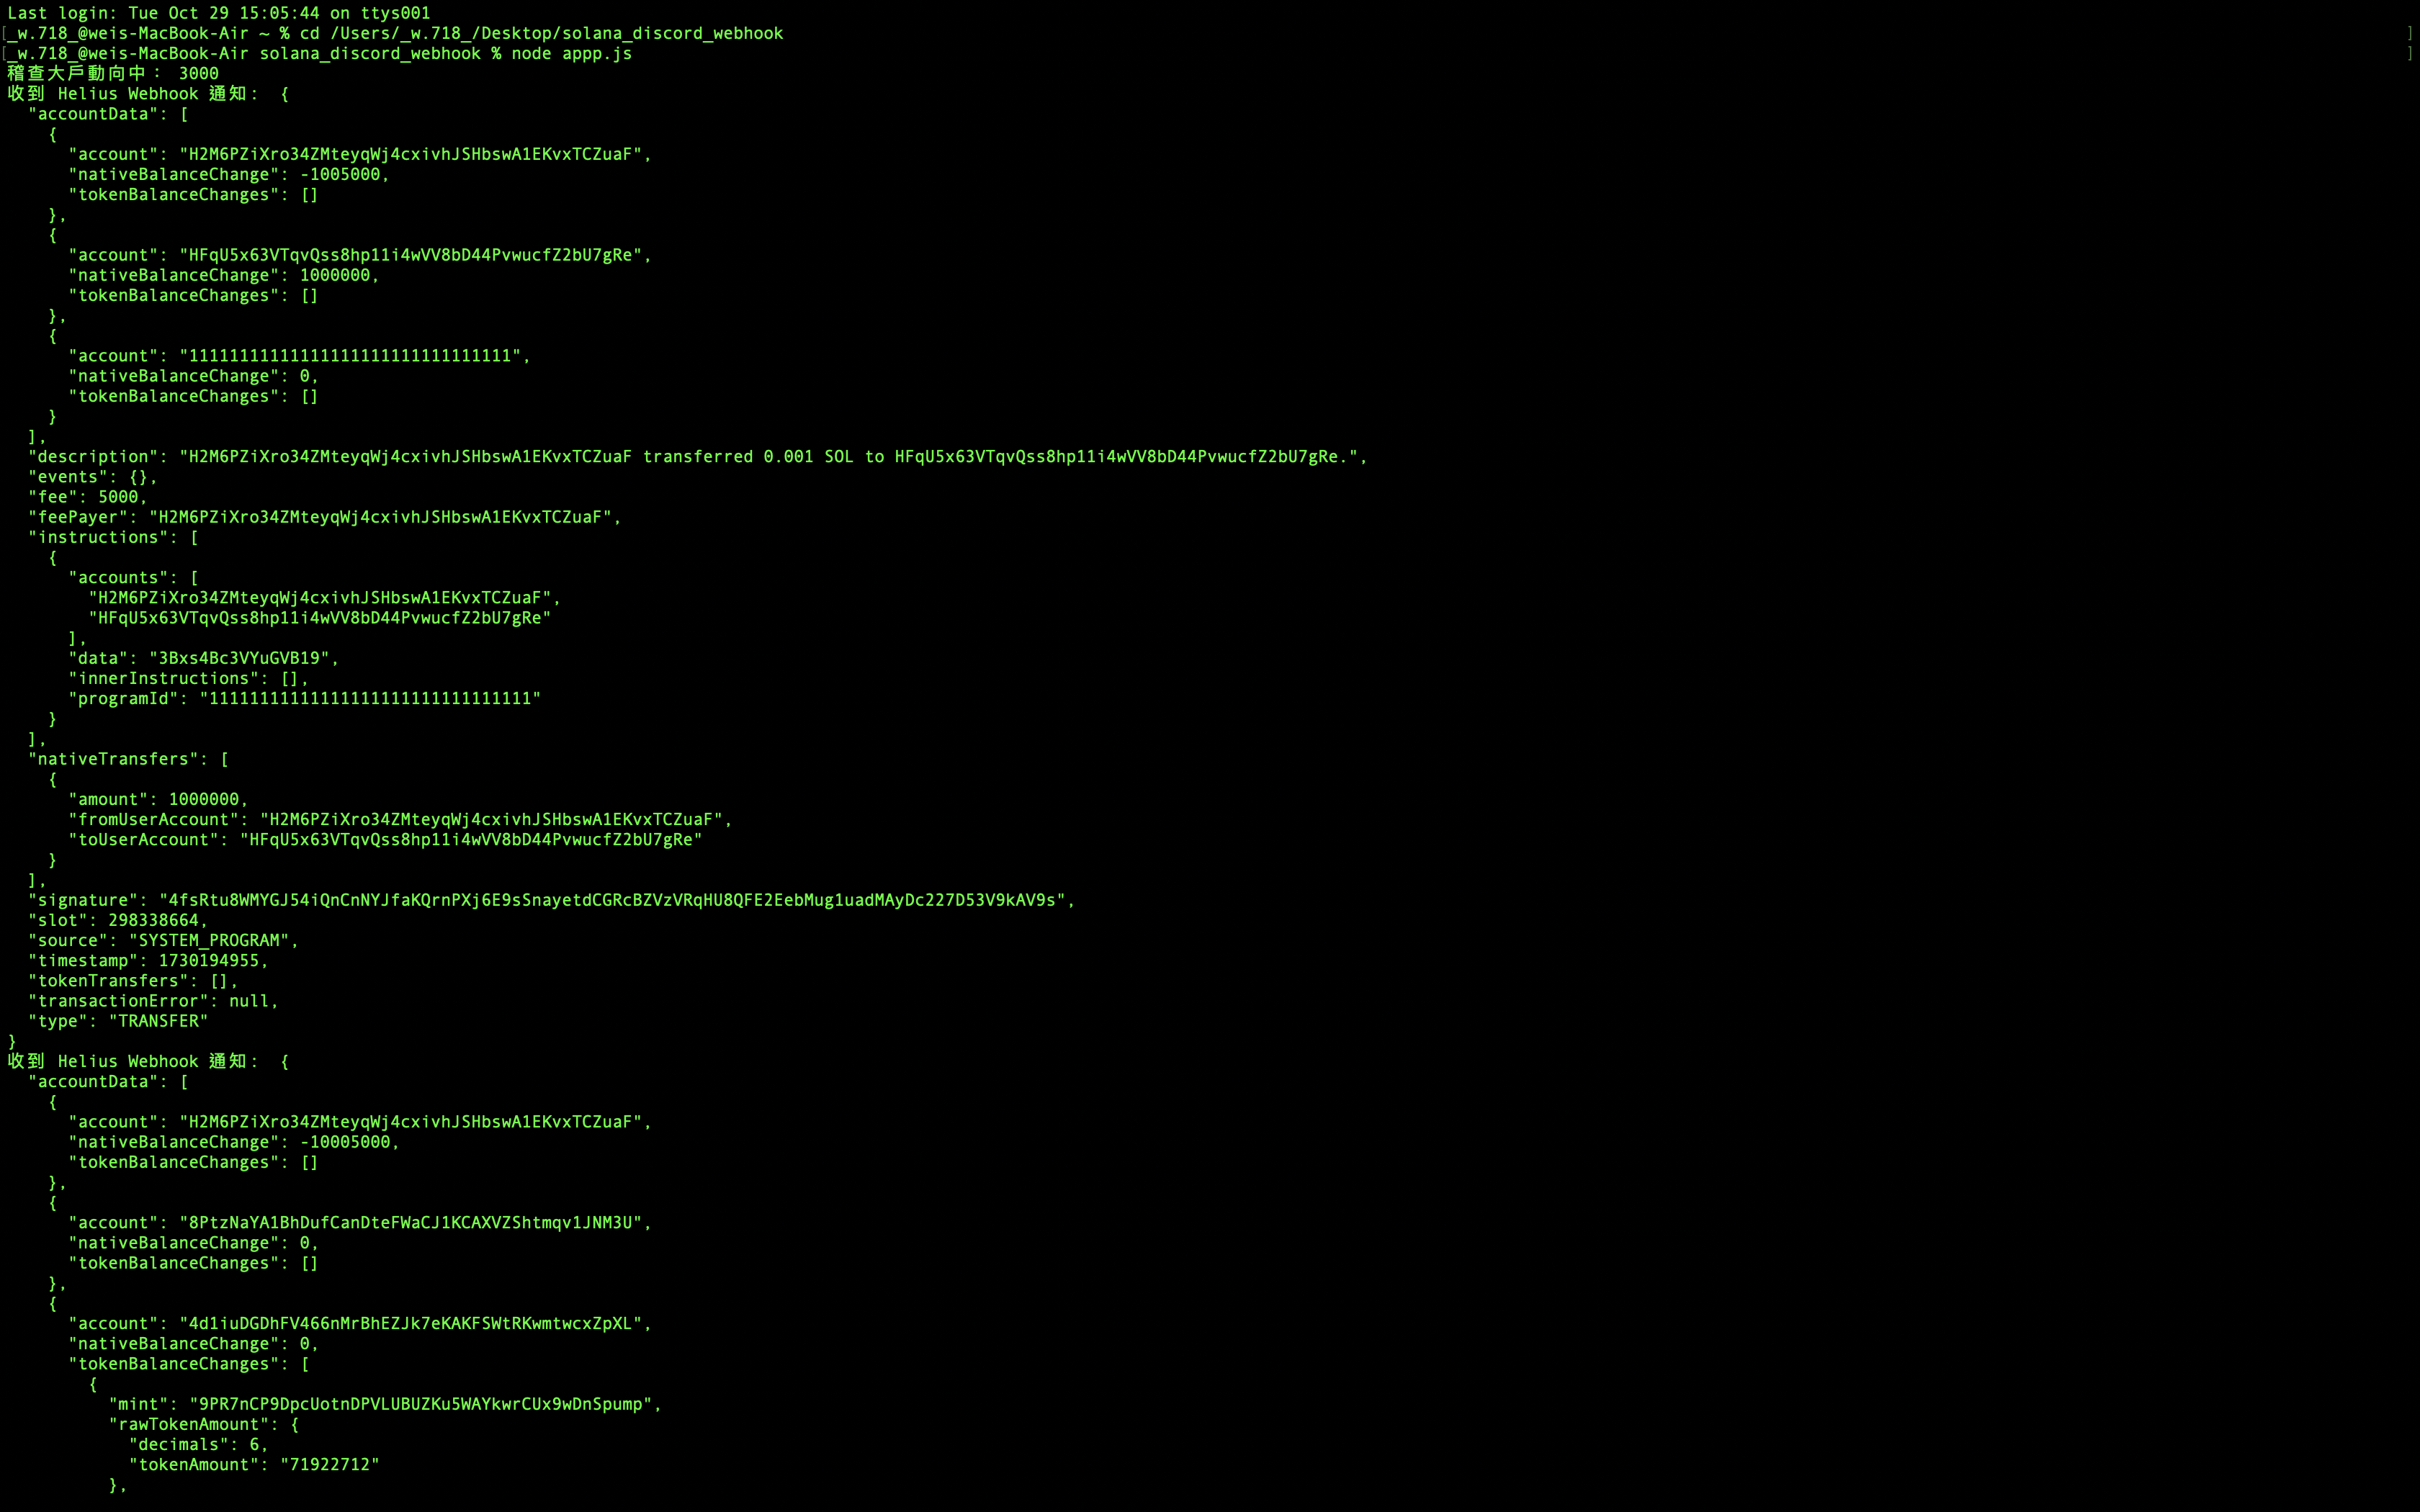 Last login: Tue Oct 29 15:05:44 on ttys001
[_w.718_@weis-MacBook-Air ~ % cd /Users/_w.718_/Desktop/solana_discord_webhook ]
[_w.718_@weis-MacBook-Air solana_discord_webhook % node appp.js ]
稽查大戶動向中： 3000
收到 Helius Webhook 通知： {
  "accountData": [
    {
      "account": "H2M6PZiXro34ZMteyqWj4cxivhJSHbswA1EKvxTCZuaF",
      "nativeBalanceChange": -1005000,
      "tokenBalanceChanges": []
    },
    {
      "account": "HFqU5x63VTqvQss8hp11i4wVV8bD44PvwucfZ2bU7gRe",
      "nativeBalanceChange": 1000000,
      "tokenBalanceChanges": []
    },
    {
      "account": "11111111111111111111111111111111",
      "nativeBalanceChange": 0,
      "tokenBalanceChanges": []
    }
  ],
  "description": "H2M6PZiXro34ZMteyqWj4cxivhJSHbswA1EKvxTCZuaF transferred 0.001 SOL to HFqU5x63VTqvQss8hp11i4wVV8bD44PvwucfZ2bU7gRe.",
  "events": {},
  "fee": 5000,
  "feePayer": "H2M6PZiXro34ZMteyqWj4cxivhJSHbswA1EKvxTCZuaF",
  "instructions": [
    {
      "accounts": [
        "H2M6PZiXro34ZMteyqWj4cxivhJSHbswA1EKvxTCZuaF",
        "HFqU5x63VTqvQss8hp11i4wVV8bD44PvwucfZ2bU7gRe"
      ],
      "data": "3Bxs4Bc3VYuGVB19",
      "innerInstructions": [],
      "programId": "11111111111111111111111111111111"
    }
  ],
  "nativeTransfers": [
    {
      "amount": 1000000,
      "fromUserAccount": "H2M6PZiXro34ZMteyqWj4cxivhJSHbswA1EKvxTCZuaF",
      "toUserAccount": "HFqU5x63VTqvQss8hp11i4wVV8bD44PvwucfZ2bU7gRe"
    }
  ],
  "signature": "4fsRtu8WMYGJ54iQnCnNYJfaKQrnPXj6E9sSnayetdCGRcBZVzVRqHU8QFE2EebMug1uadMAyDc227D53V9kAV9s",
  "slot": 298338664,
  "source": "SYSTEM_PROGRAM",
  "timestamp": 1730194955,
  "tokenTransfers": [],
  "transactionError": null,
  "type": "TRANSFER"
}
收到 Helius Webhook 通知： {
  "accountData": [
    {
      "account": "H2M6PZiXro34ZMteyqWj4cxivhJSHbswA1EKvxTCZuaF",
      "nativeBalanceChange": -10005000,
      "tokenBalanceChanges": []
    },
    {
      "account": "8PtzNaYA1BhDufCanDteFWaCJ1KCAXVZShtmqv1JNM3U",
      "nativeBalanceChange": 0,
      "tokenBalanceChanges": []
    },
    {
      "account": "4d1iuDGDhFV466nMrBhEZJk7eKAKFSWtRKwmtwcxZpXL",
      "nativeBalanceChange": 0,
      "tokenBalanceChanges": [
        {
          "mint": "9PR7nCP9DpcUotnDPVLUBUZKu5WAYkwrCUx9wDnSpump",
          "rawTokenAmount": {
            "decimals": 6,
            "tokenAmount": "71922712"
          },